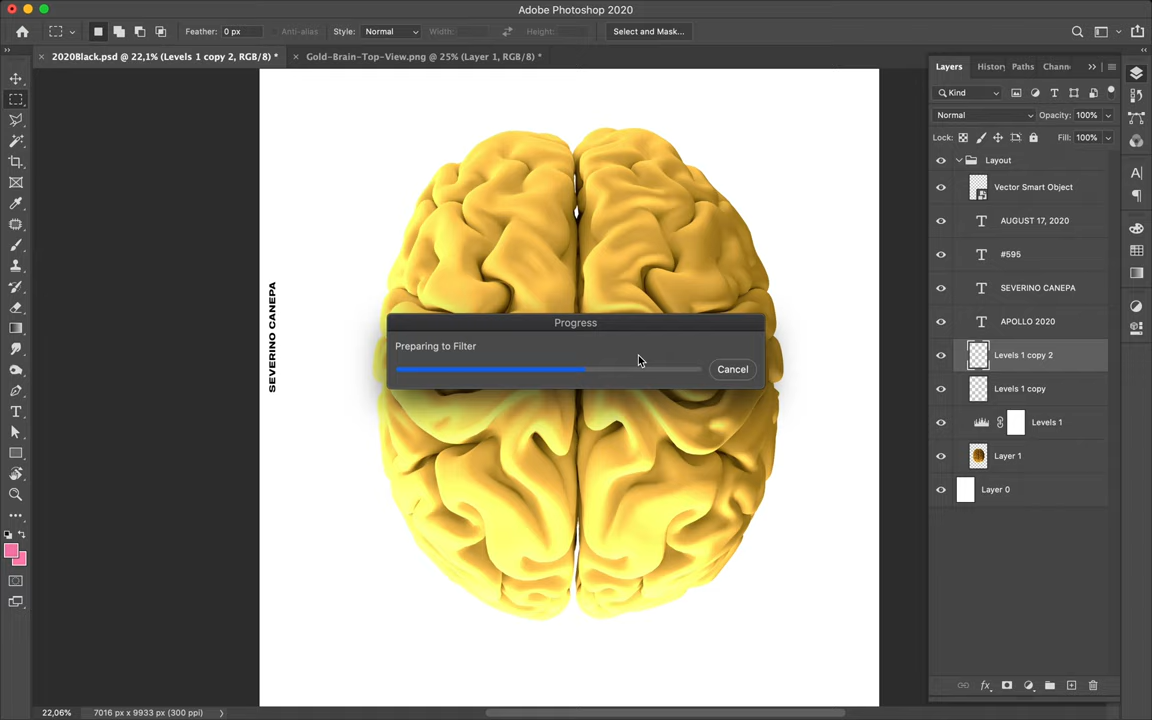 Adobe Photoshop 2020
Feather: 0 px
Anti-alias
Style: Normal
Width:
Height:
Select and Mask...
2020Black.psd @ 22,1% (Levels 1 copy 2, RGB/8) *
Gold-Brain-Top-View.png @ 25% (Layer 1, RGB/8) *
Layers
History
Paths
Chann
Kind
Normal
Opacity: 100%
Lock:
Fill: 100%
Layout
Vector Smart Object
AUGUST 17, 2020
#595
SEVERINO CANEPA
APOLLO 2020
Levels 1 copy 2
Levels 1 copy
Levels 1
Layer 1
Layer 0
SEVERINO CANEPA
Progress
Preparing to Filter
Cancel
22,06%
7016 px x 9933 px (300 ppi)